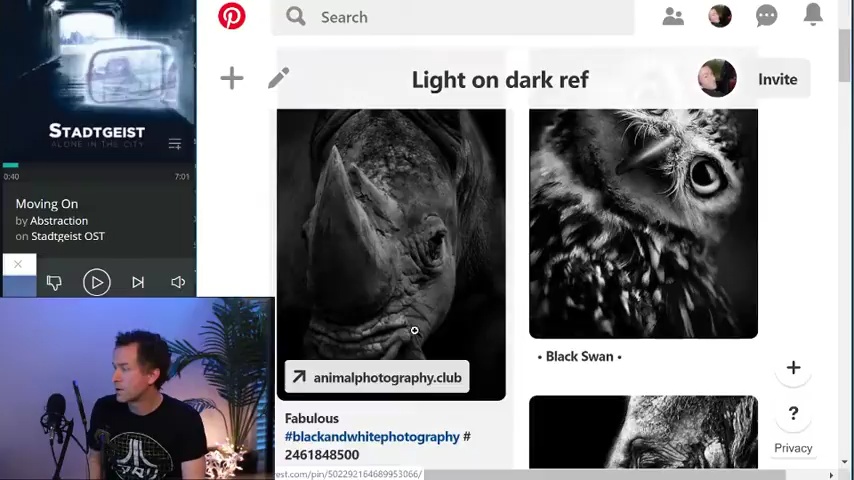 STADTGEIST
ALONE IN THE CITY
0:40
7:01
Moving On
by Abstraction
on Stadtgeist OST
Search
Light on dark ref
Invite
animalphotography.club
Fabulous
#blackandwhitephotography #
2461848500
• Black Swan •
?
Privacy
est.com/pin/502292164689953066/
ATARI